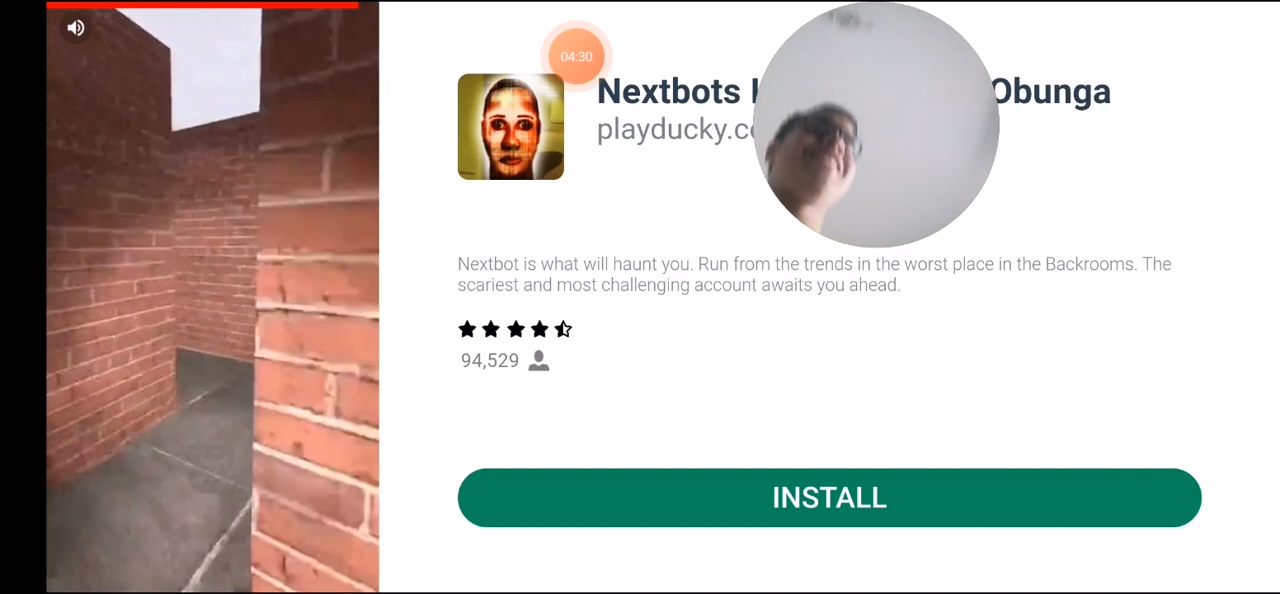 04:30
Nextbots Obunga
playducky.c
Nextbot is what will haunt you. Run from the trends in the worst place in the Backrooms. The
scariest and most challenging account awaits you ahead.
94,529
INSTALL